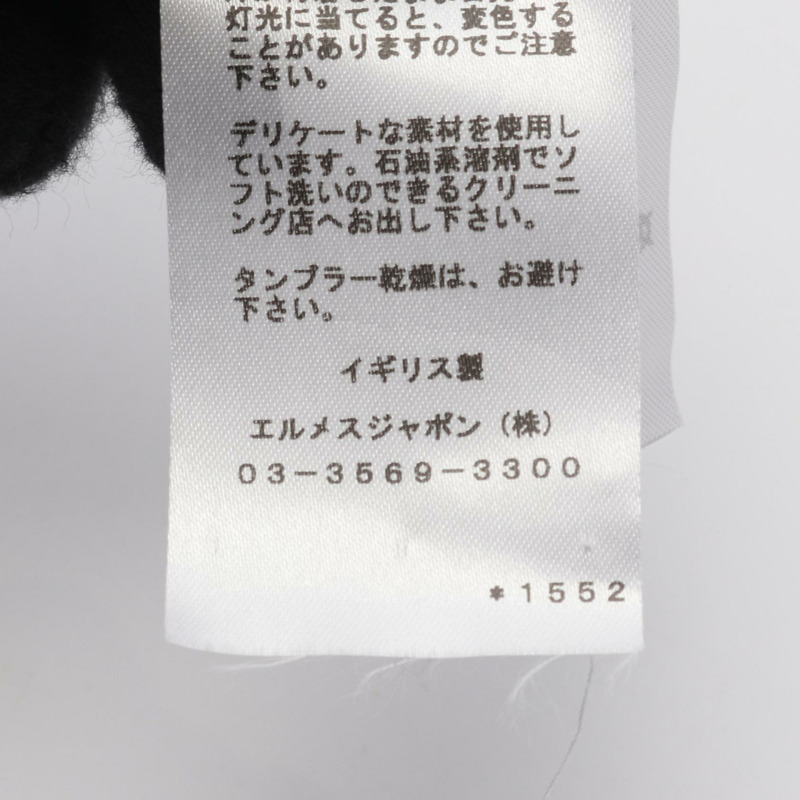 灯光に当てると、変色する
ことがありますのでご注意
下さい。
デリケートな素材を使用し
ています。石油系溶剤でソ
フト洗いのできるクリーニ
ング店へお出し下さい。
タンブラー乾燥は、お避け
下さい。
イギリス製
エルメスジャポン（株）
03-3569-3300
*1552